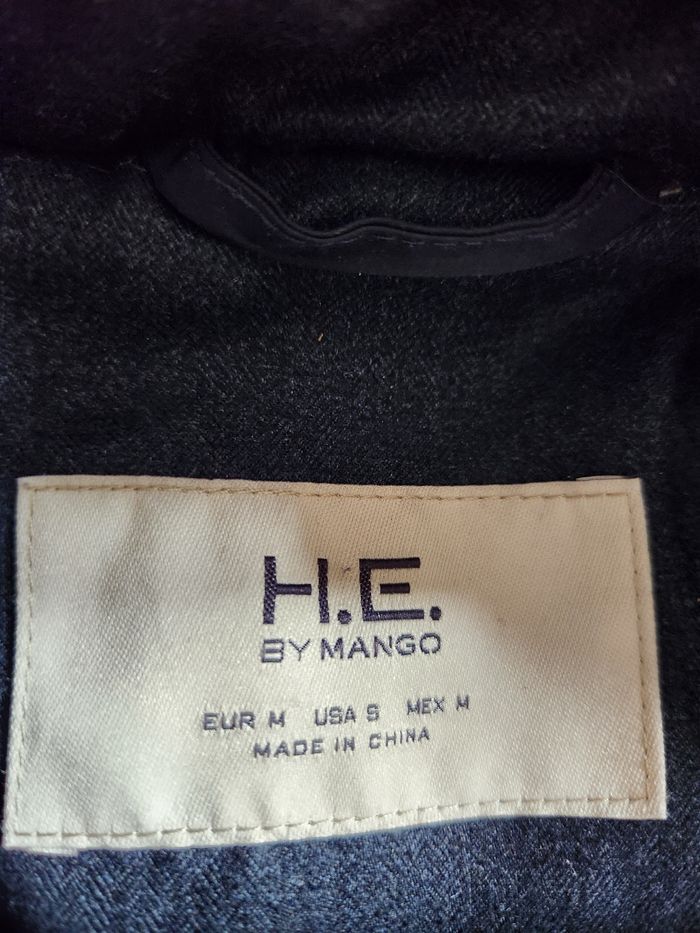 H.E.
BY MANGO
EUR M USA S MEX M
MADE IN CHINA